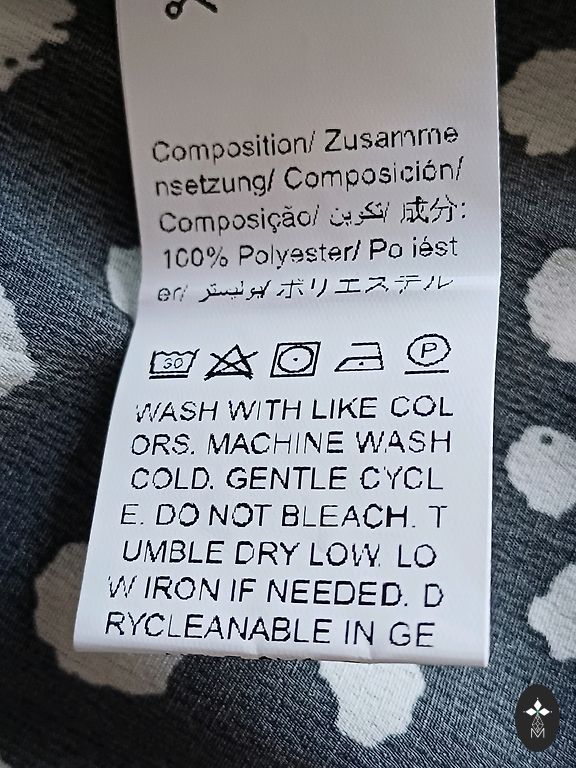 Composition/ Zusamme
nsetzung/ Composición/
Composição/ تكوين/ 成分:
100% Polyester/ Poliést
er/ بوليستر/ ポリエステル
30
P
WASH WITH LIKE COL
ORS. MACHINE WASH
COLD. GENTLE CYCL
E. DO NOT BLEACH. T
UMBLE DRY LOW. LO
W IRON IF NEEDED. D
RYCLEANABLE IN GE
M